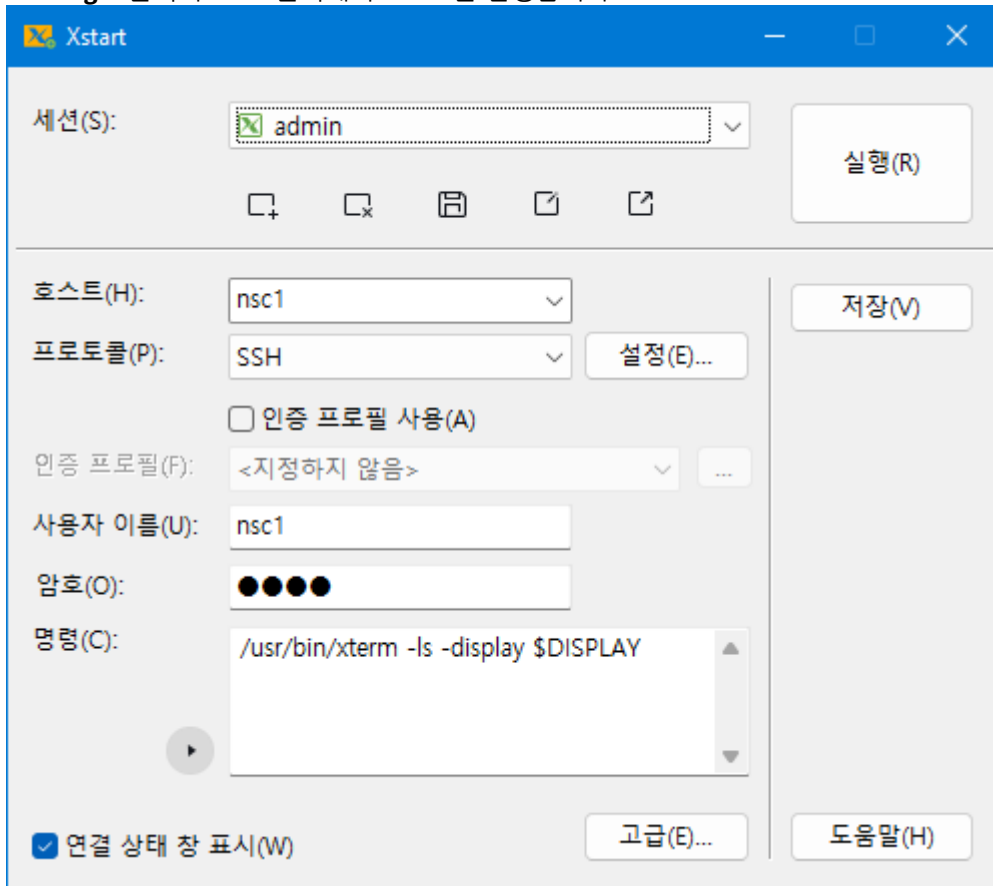 Xstart
세션(S):
admin
실행(R)
호스트(H):
nsc1
저장(V)
프로토콜(P):
SSH
설정(E)...
인증 프로필 사용(A)
인증 프로필(F):
<지정하지 않음>
...
사용자 이름(U):
nsc1
암호(O):
●●●●
명령(C):
/usr/bin/xterm -ls -display $DISPLAY
연결 상태 창 표시(W)
고급(E)...
도움말(H)